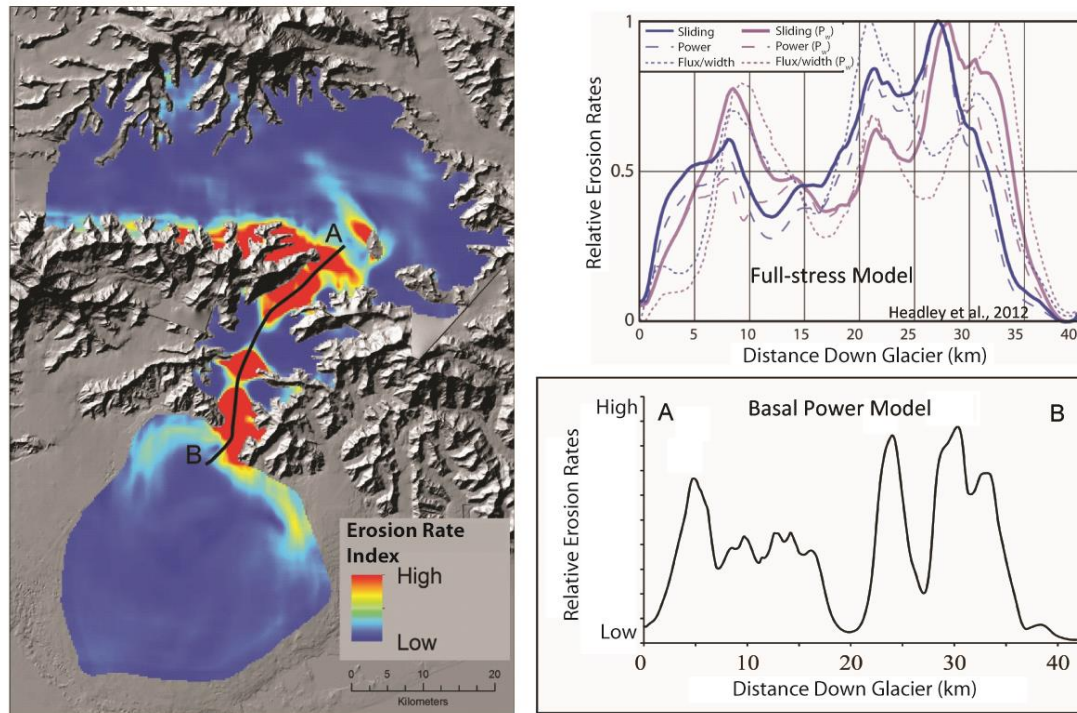 A
B
Erosion Rate
Index
High
Low
0 10 20
Kilometers
Relative Erosion Rates
1
0.5
0
Sliding Sliding (Pw)
Power Power (Pw)
Flux/width Flux/width (Pw)
Full-stress Model
Headley et al., 2012
0 5 10 15 20 25 30 35 40
Distance Down Glacier (km)
Relative Erosion Rates
High
Low
A Basal Power Model B
0 10 20 30 40
Distance Down Glacier (km)